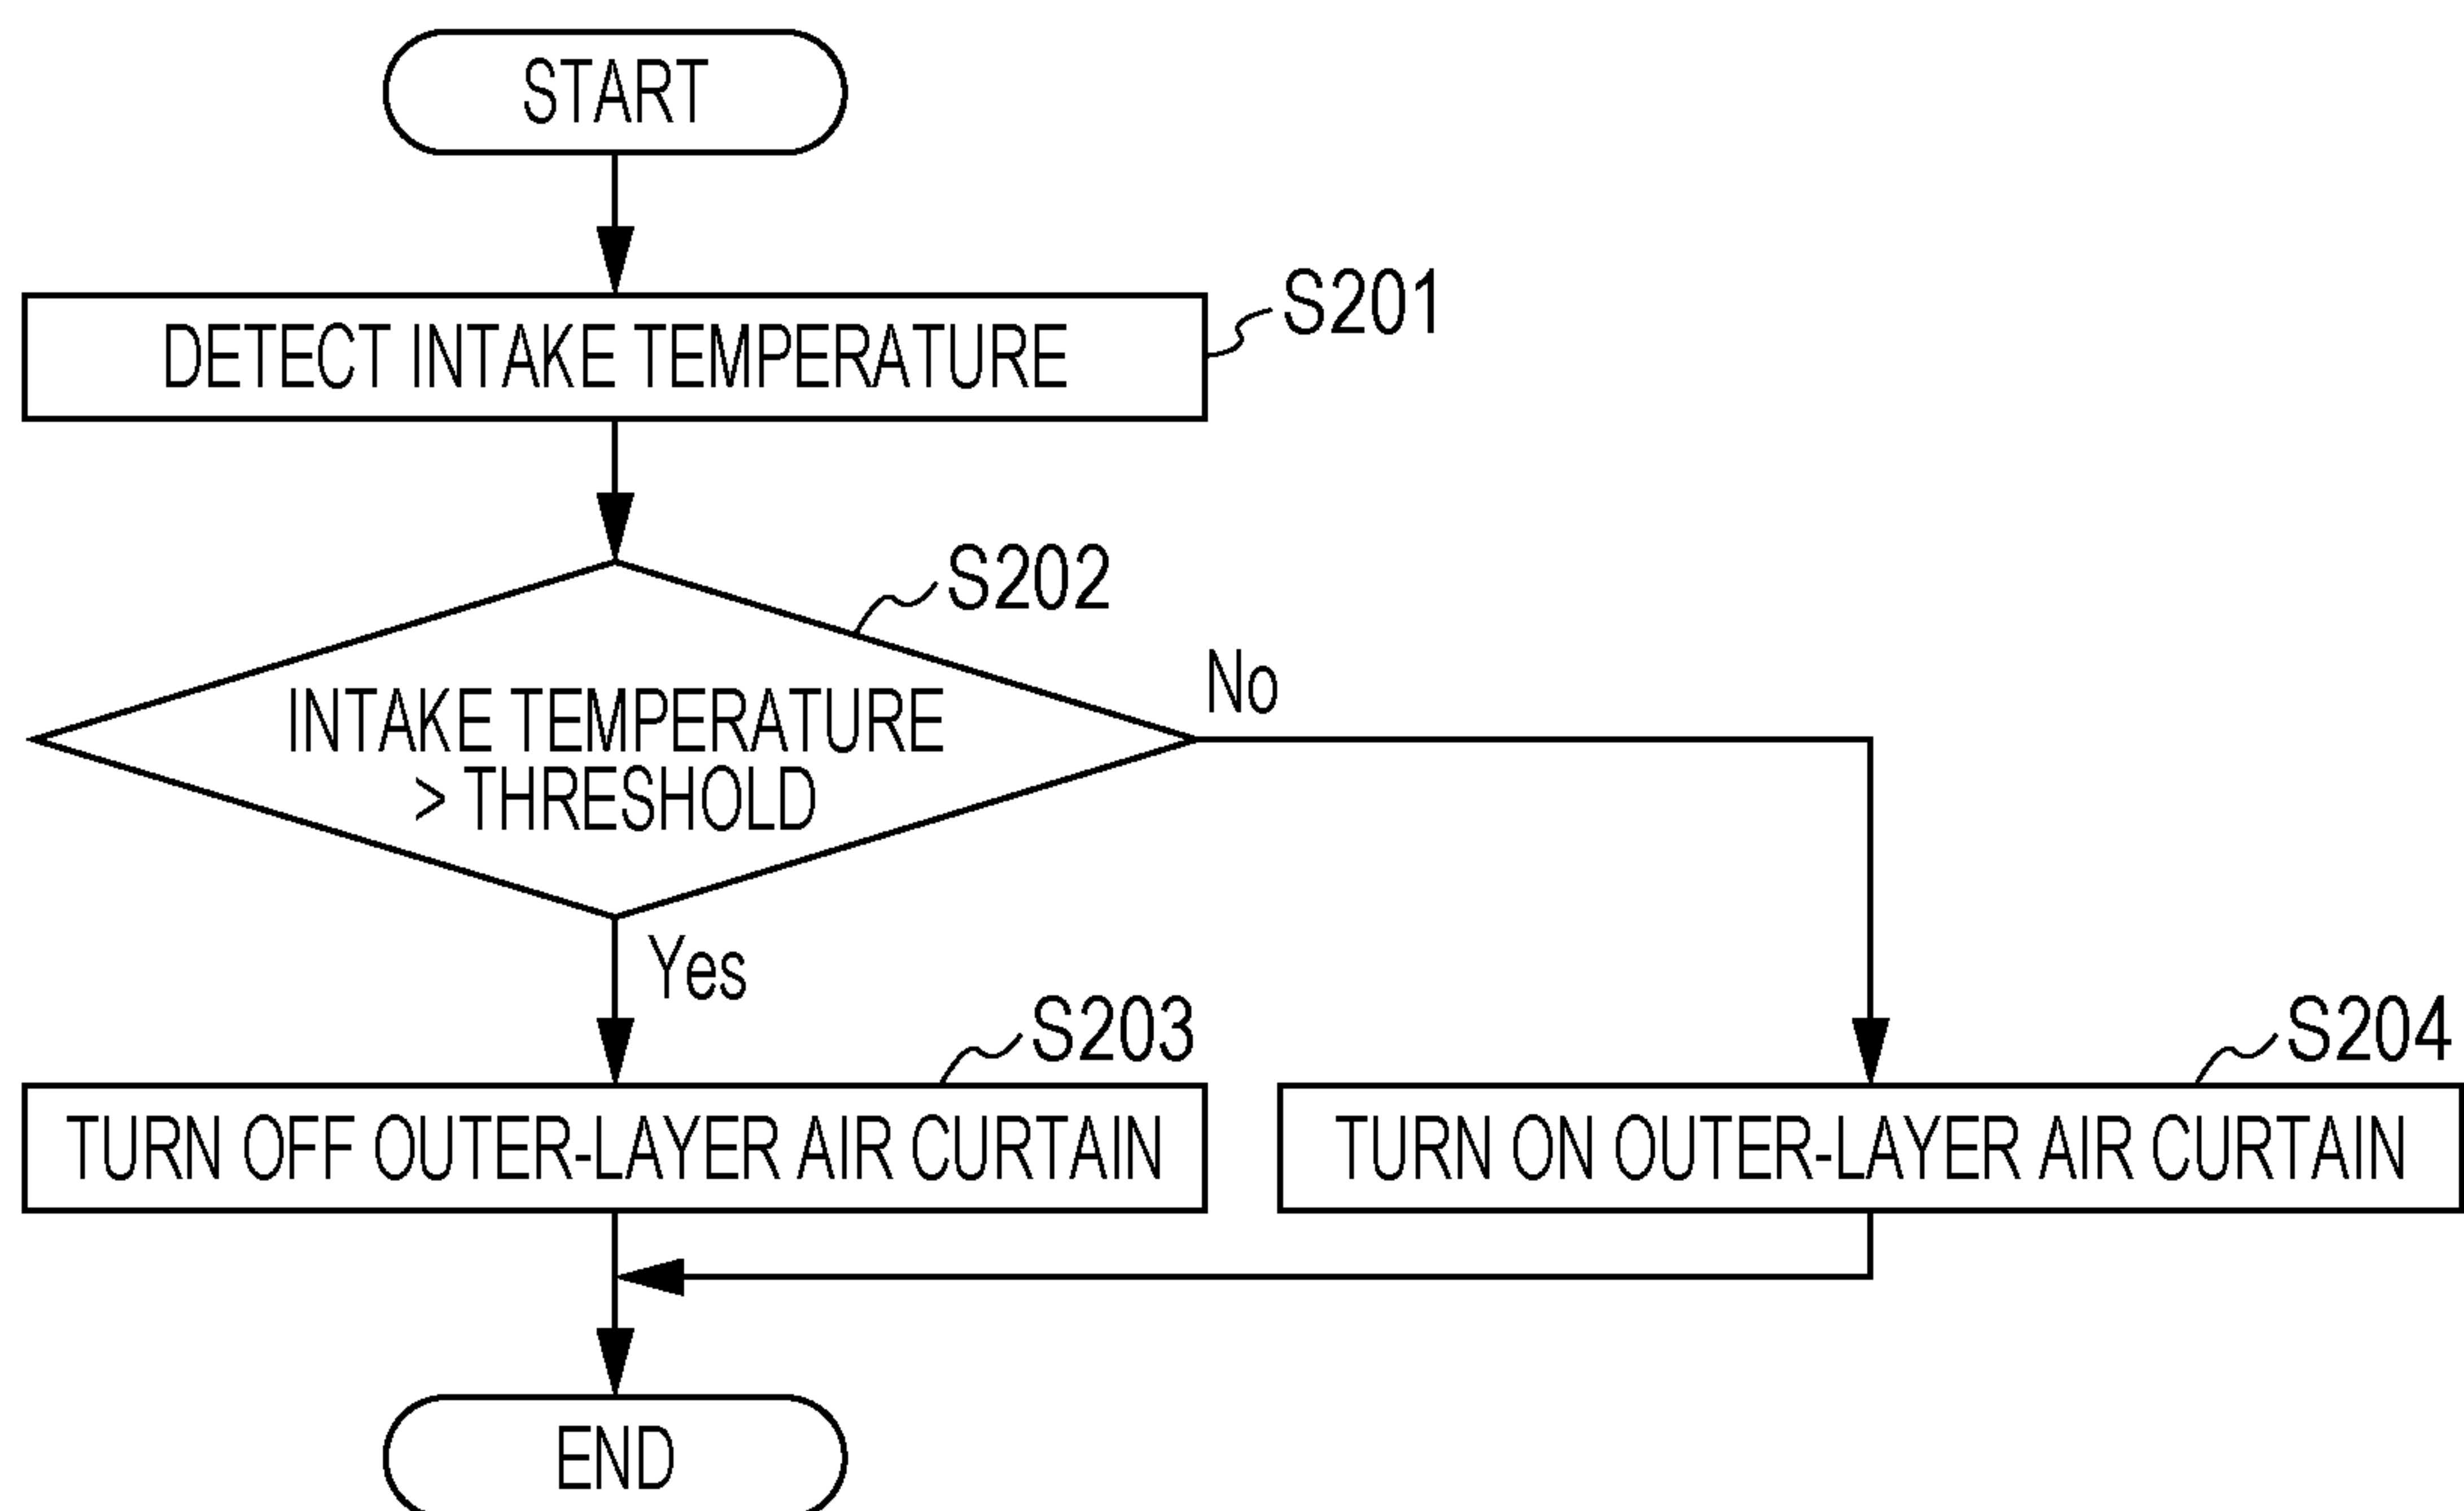 START
DETECT INTAKE TEMPERATURE
S201
S202
INTAKE TEMPERATURE
> THRESHOLD
No
Yes
S203
TURN OFF OUTER-LAYER AIR CURTAIN
S204
TURN ON OUTER-LAYER AIR CURTAIN
END